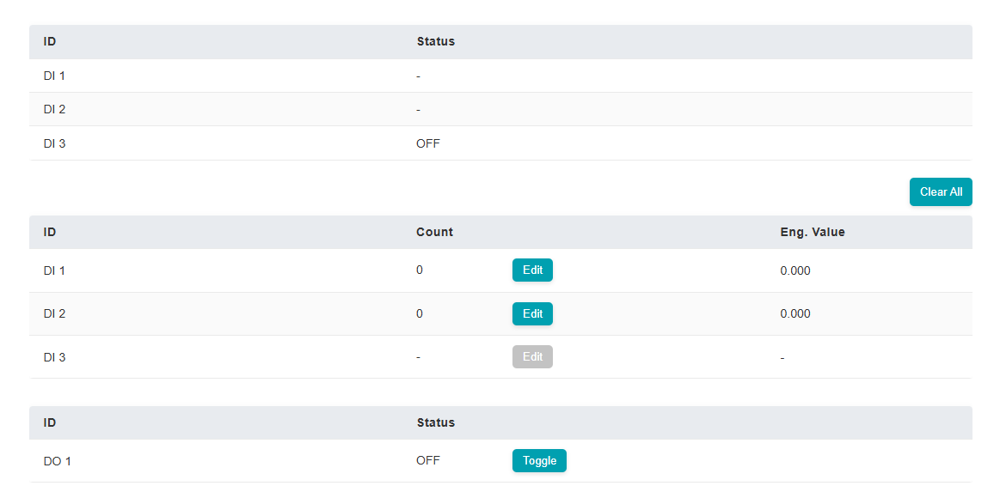 ID Status
DI 1 -
DI 2 -
DI 3 OFF
Clear All
ID Count Eng. Value
DI 1 0 Edit 0.000
DI 2 0 Edit 0.000
DI 3 - Edit -
ID Status
DO 1 OFF Toggle